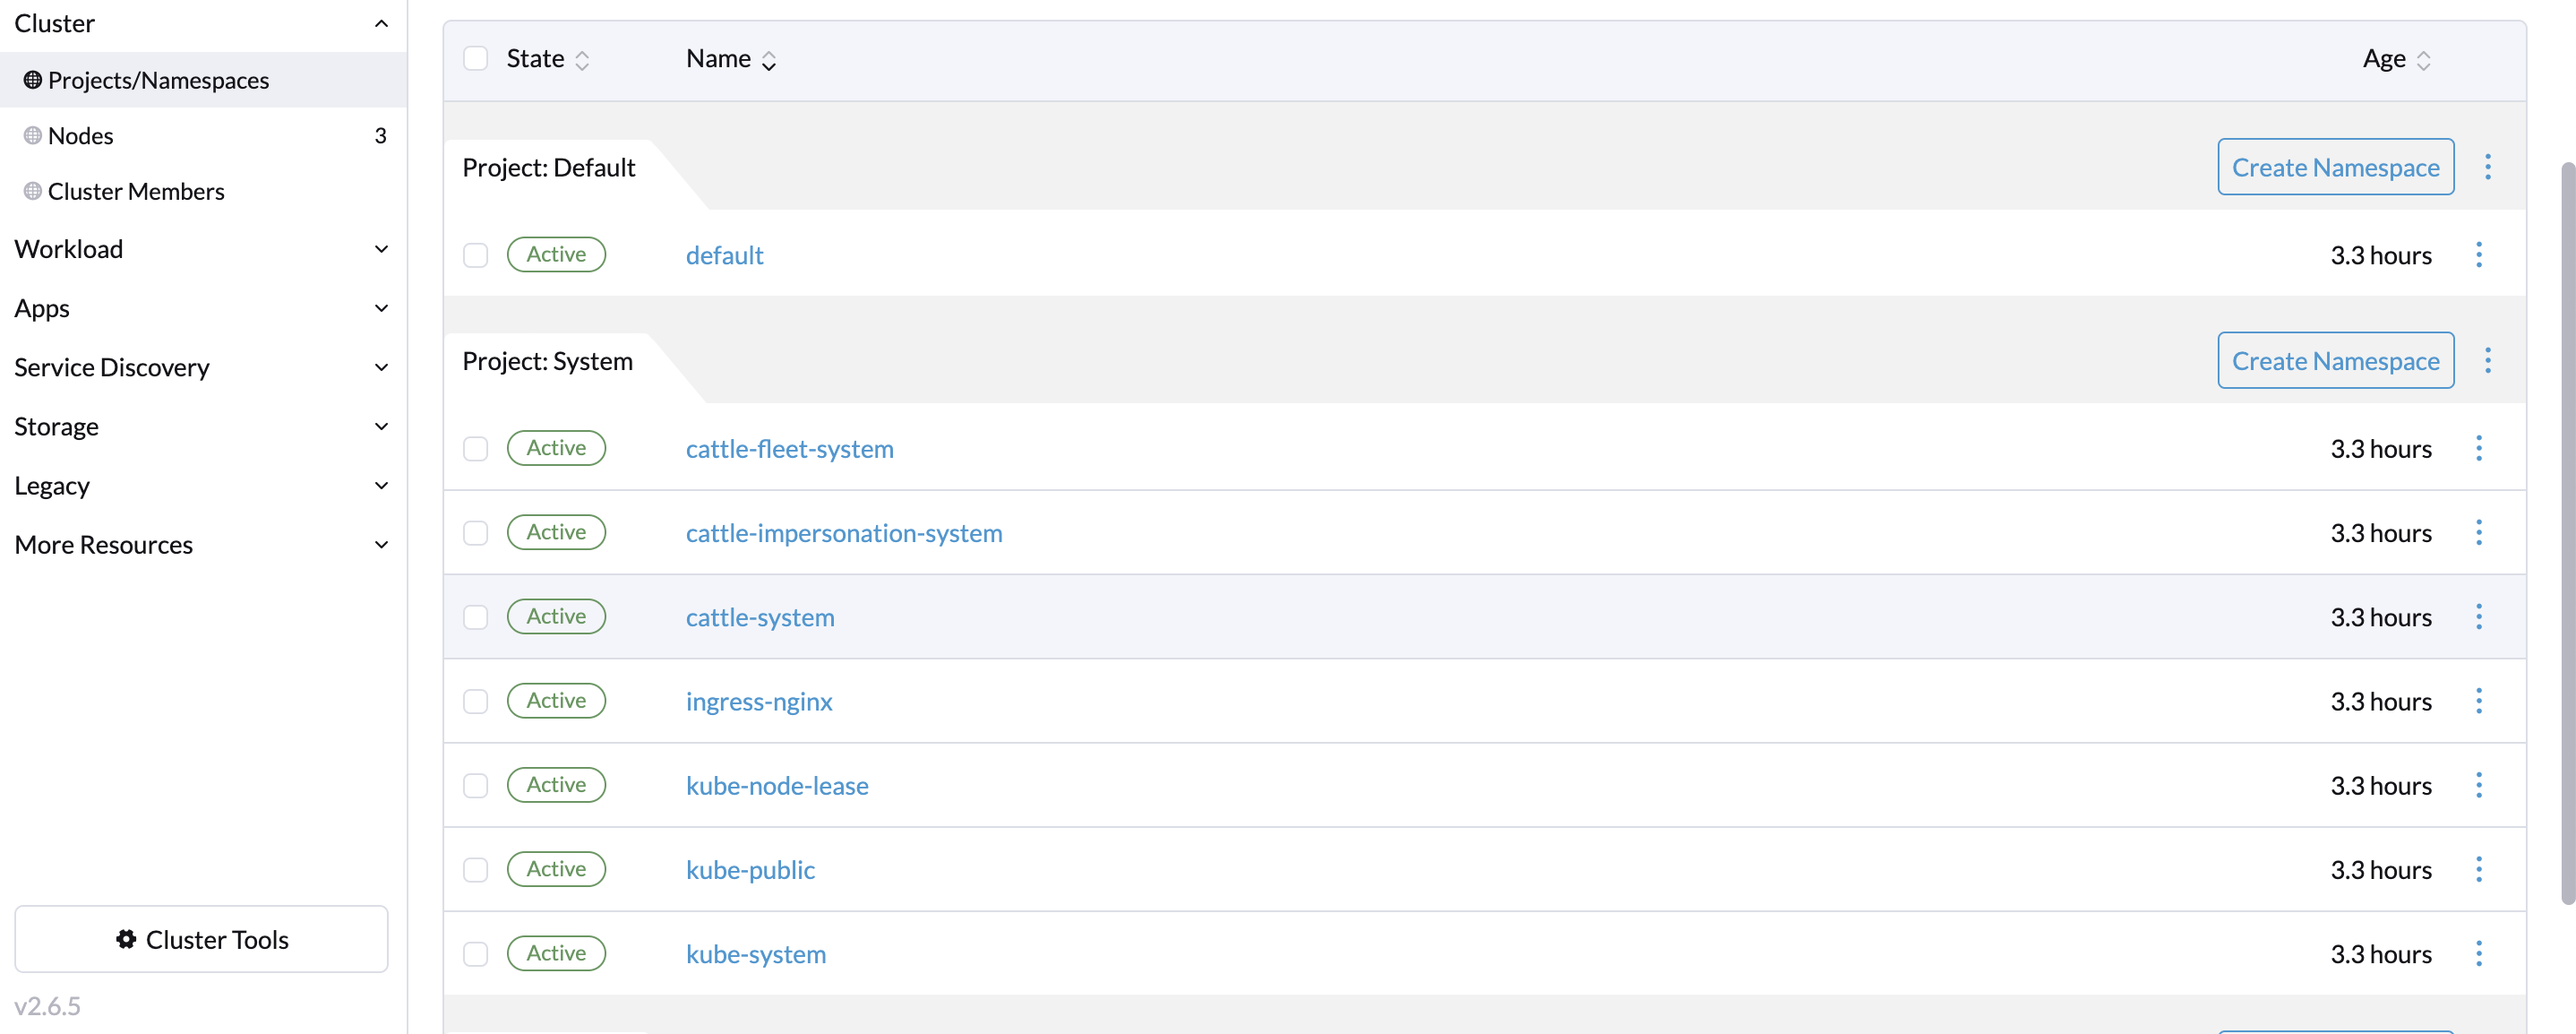 Cluster
Projects/Namespaces
Nodes 3
Cluster Members
Workload
Apps
Service Discovery
Storage
Legacy
More Resources
Cluster Tools
v2.6.5
State Name Age
Project: Default Create Namespace
Active default 3.3 hours
Project: System Create Namespace
Active cattle-fleet-system 3.3 hours
Active cattle-impersonation-system 3.3 hours
Active cattle-system 3.3 hours
Active ingress-nginx 3.3 hours
Active kube-node-lease 3.3 hours
Active kube-public 3.3 hours
Active kube-system 3.3 hours